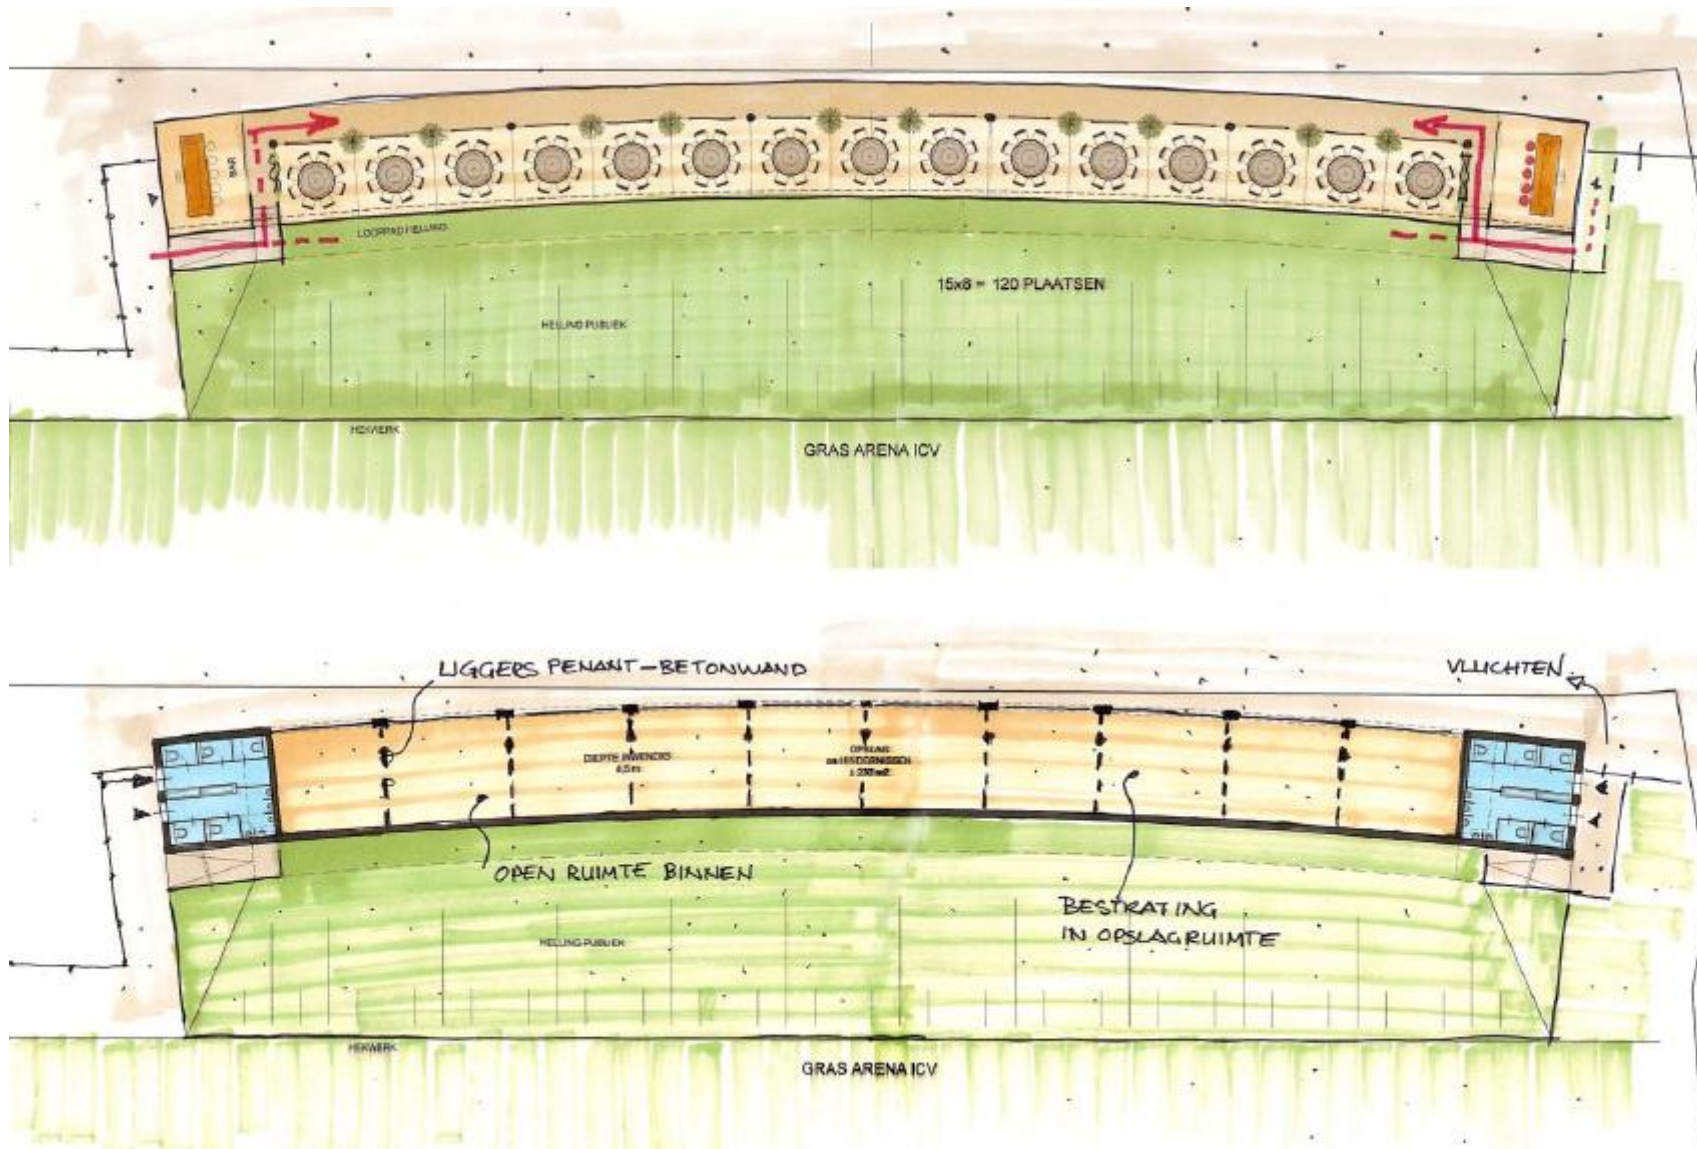 BAR
LOOPPAD HELLING
15x8 = 120 PLAATSEN
HELLING PUBLIEK
HEKWERK
GRAS ARENA ICV
LIGGERS PENANT-BETONWAND
VLUCHTEN
DIEPTE INWENDIG
OPSLAG
OPEN RUIMTE BINNEN
BESTRATING
IN OPSLAGRUIMTE
HELLING PUBLIEK
HEKWERK
GRAS ARENA ICV